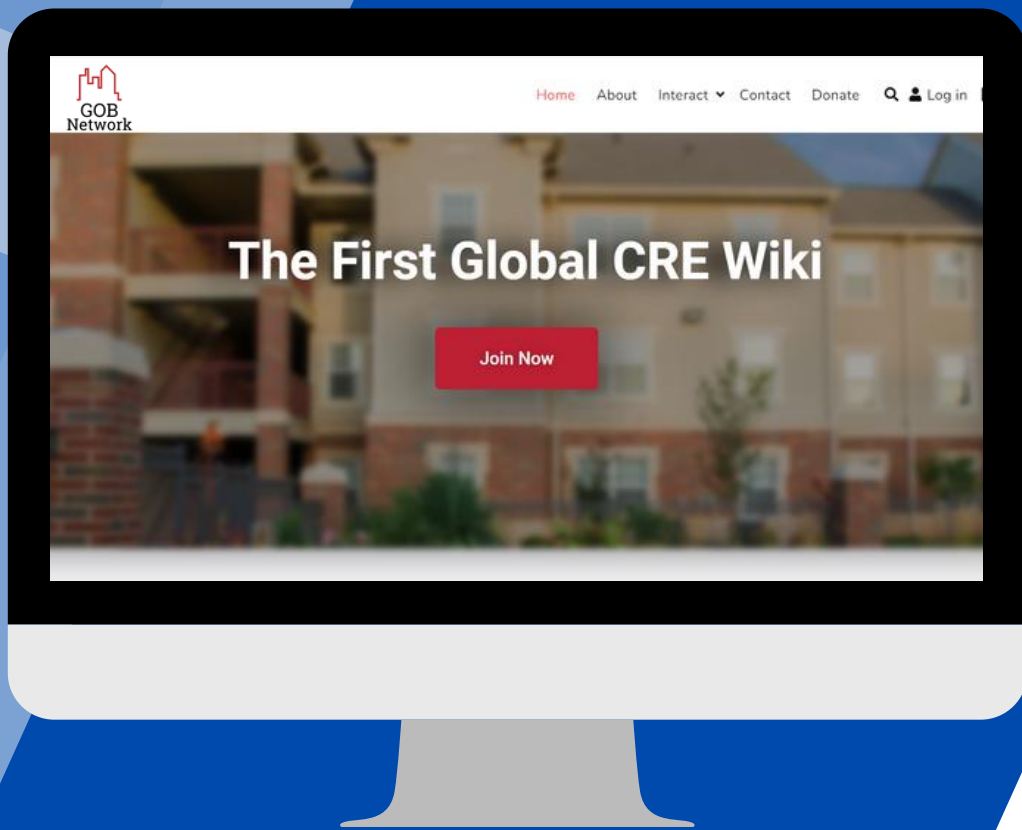 GOB
Network
Home About Interact Contact Donate Log in
The First Global CRE Wiki
Join Now